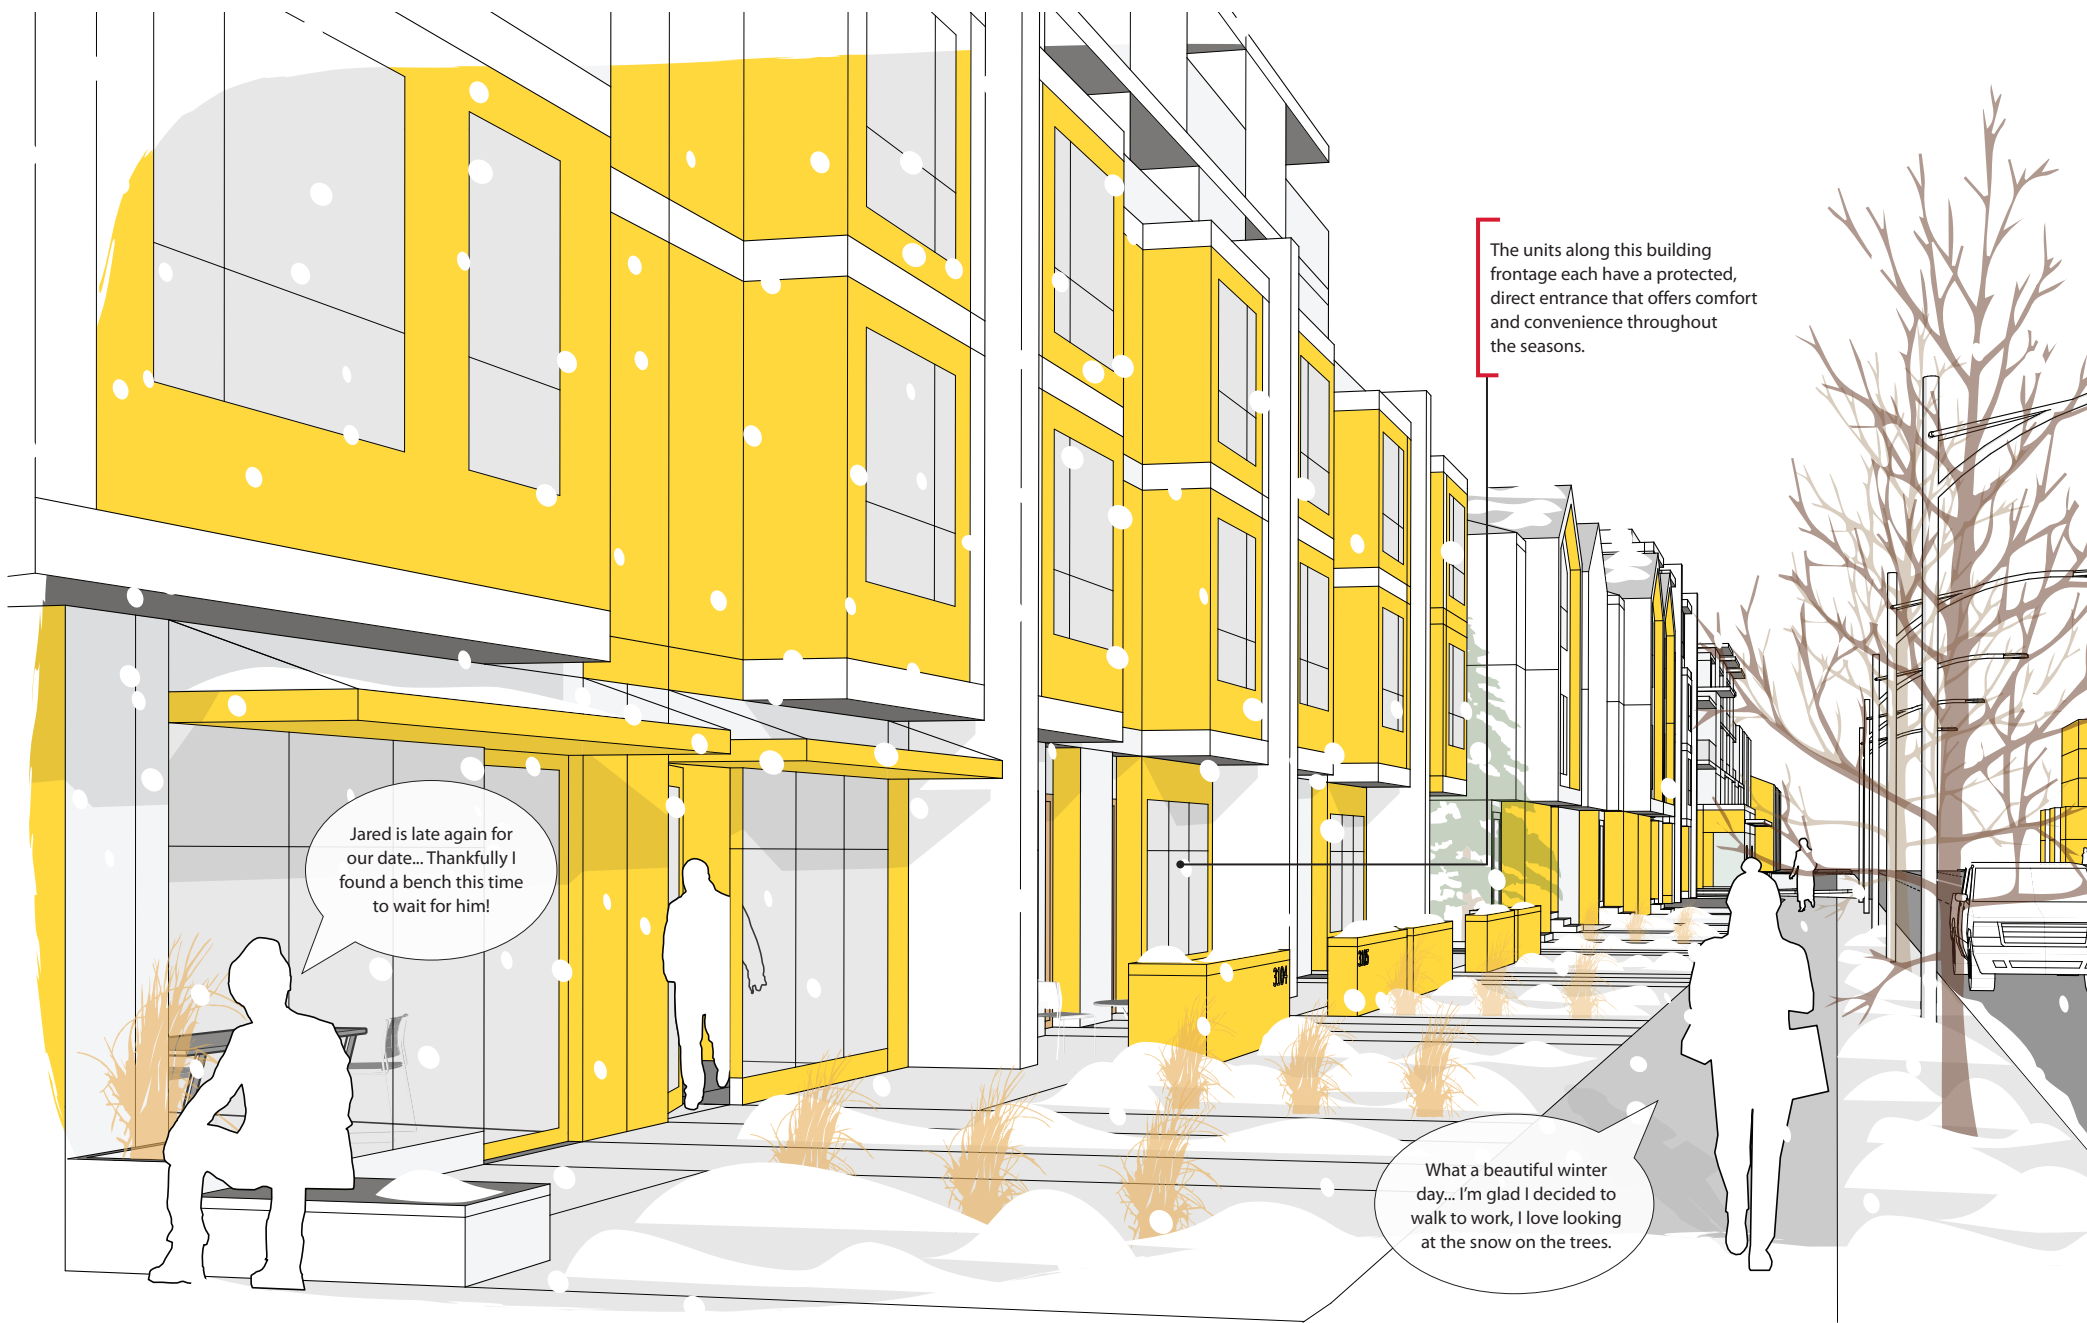 The units along this building
frontage each have a protected,
direct entrance that offers comfort
and convenience throughout
the seasons.
Jared is late again for
our date... Thankfully I
found a bench this time
to wait for him!
3104
3105
What a beautiful winter
day... I'm glad I decided to
walk to work, I love looking
at the snow on the trees.